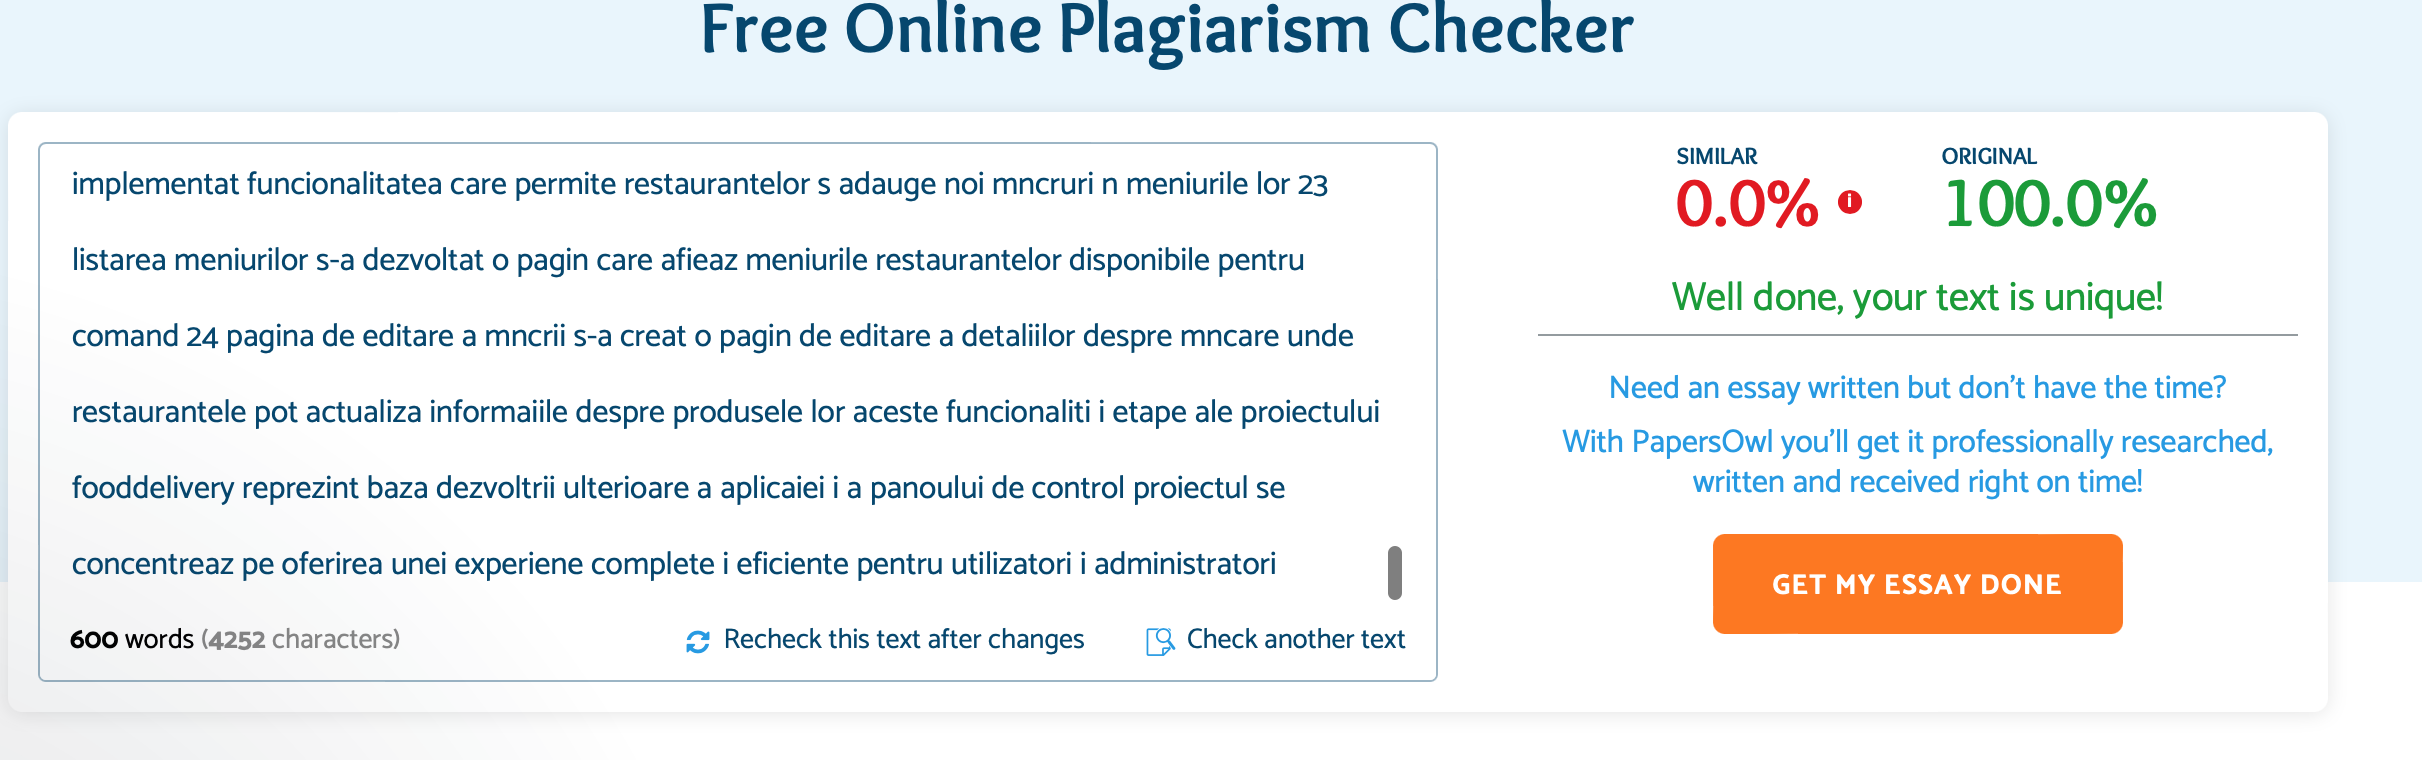 Free Online Plagiarism Checker
implementat funcionalitatea care permite restaurantelor s adauge noi mncruri n meniurile lor 23
listarea meniurilor s-a dezvoltat o pagin care afieaz meniurile restaurantelor disponibile pentru
comand 24 pagina de editare a mncrii s-a creat o pagin de editare a detaliilor despre mncare unde
restaurantele pot actualiza informaiile despre produsele lor aceste funcionaliti i etape ale proiectului
fooddelivery reprezint baza dezvoltrii ulterioare a aplicaiei i a panoului de control proiectul se
concentreaz pe oferirea unei experiene complete i eficiente pentru utilizatori i administratori
600 words (4252 characters)
Recheck this text after changes
Check another text
SIMILAR
0.0%
ORIGINAL
100.0%
Well done, your text is unique!
Need an essay written but don't have the time?
With PapersOwl you'll get it professionally researched,
written and received right on time!
GET MY ESSAY DONE